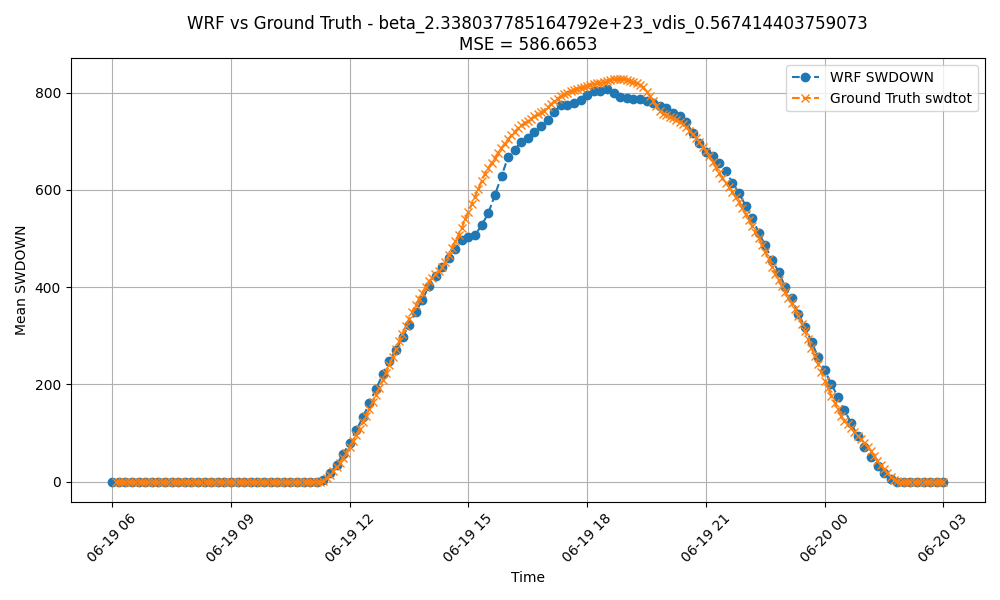 WRF vs Ground Truth - beta_2.338037785164792e+23_vdis_0.567414403759073
MSE = 586.6653
WRF SWDOWN
Ground Truth swdtot
Mean SWDOWN
800
600
400
200
0
06-19 06
06-19 09
06-19 12
06-19 15
06-19 18
06-19 21
06-20 00
06-20 03
Time